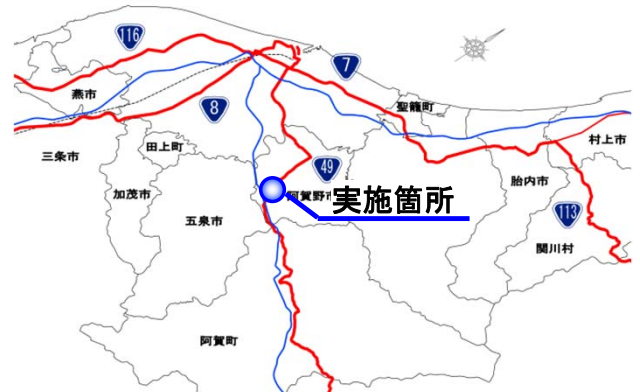 116
7
燕市
8
聖籠町
三条市
田上町
村上市
49
加茂市
阿賀野市
実施箇所
胎内市
五泉市
113
関川村
阿賀町